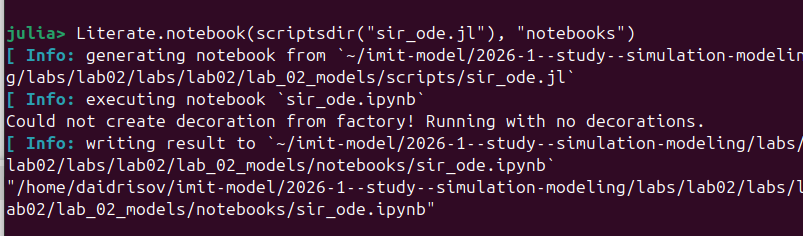 julia> Literate.notebook(scriptsdir("sir_ode.jl"), "notebooks")
[ Info: generating notebook from `~/imit-model/2026-1--study--simulation-modelin
g/labs/lab02/labs/lab02/lab_02_models/scripts/sir_ode.jl`
[ Info: executing notebook `sir_ode.ipynb`
Could not create decoration from factory! Running with no decorations.
[ Info: writing result to `~/imit-model/2026-1--study--simulation-modeling/labs/
lab02/labs/lab02/lab_02_models/notebooks/sir_ode.ipynb`
"/home/daidrisov/imit-model/2026-1--study--simulation-modeling/labs/lab02/labs/l
ab02/lab_02_models/notebooks/sir_ode.ipynb"